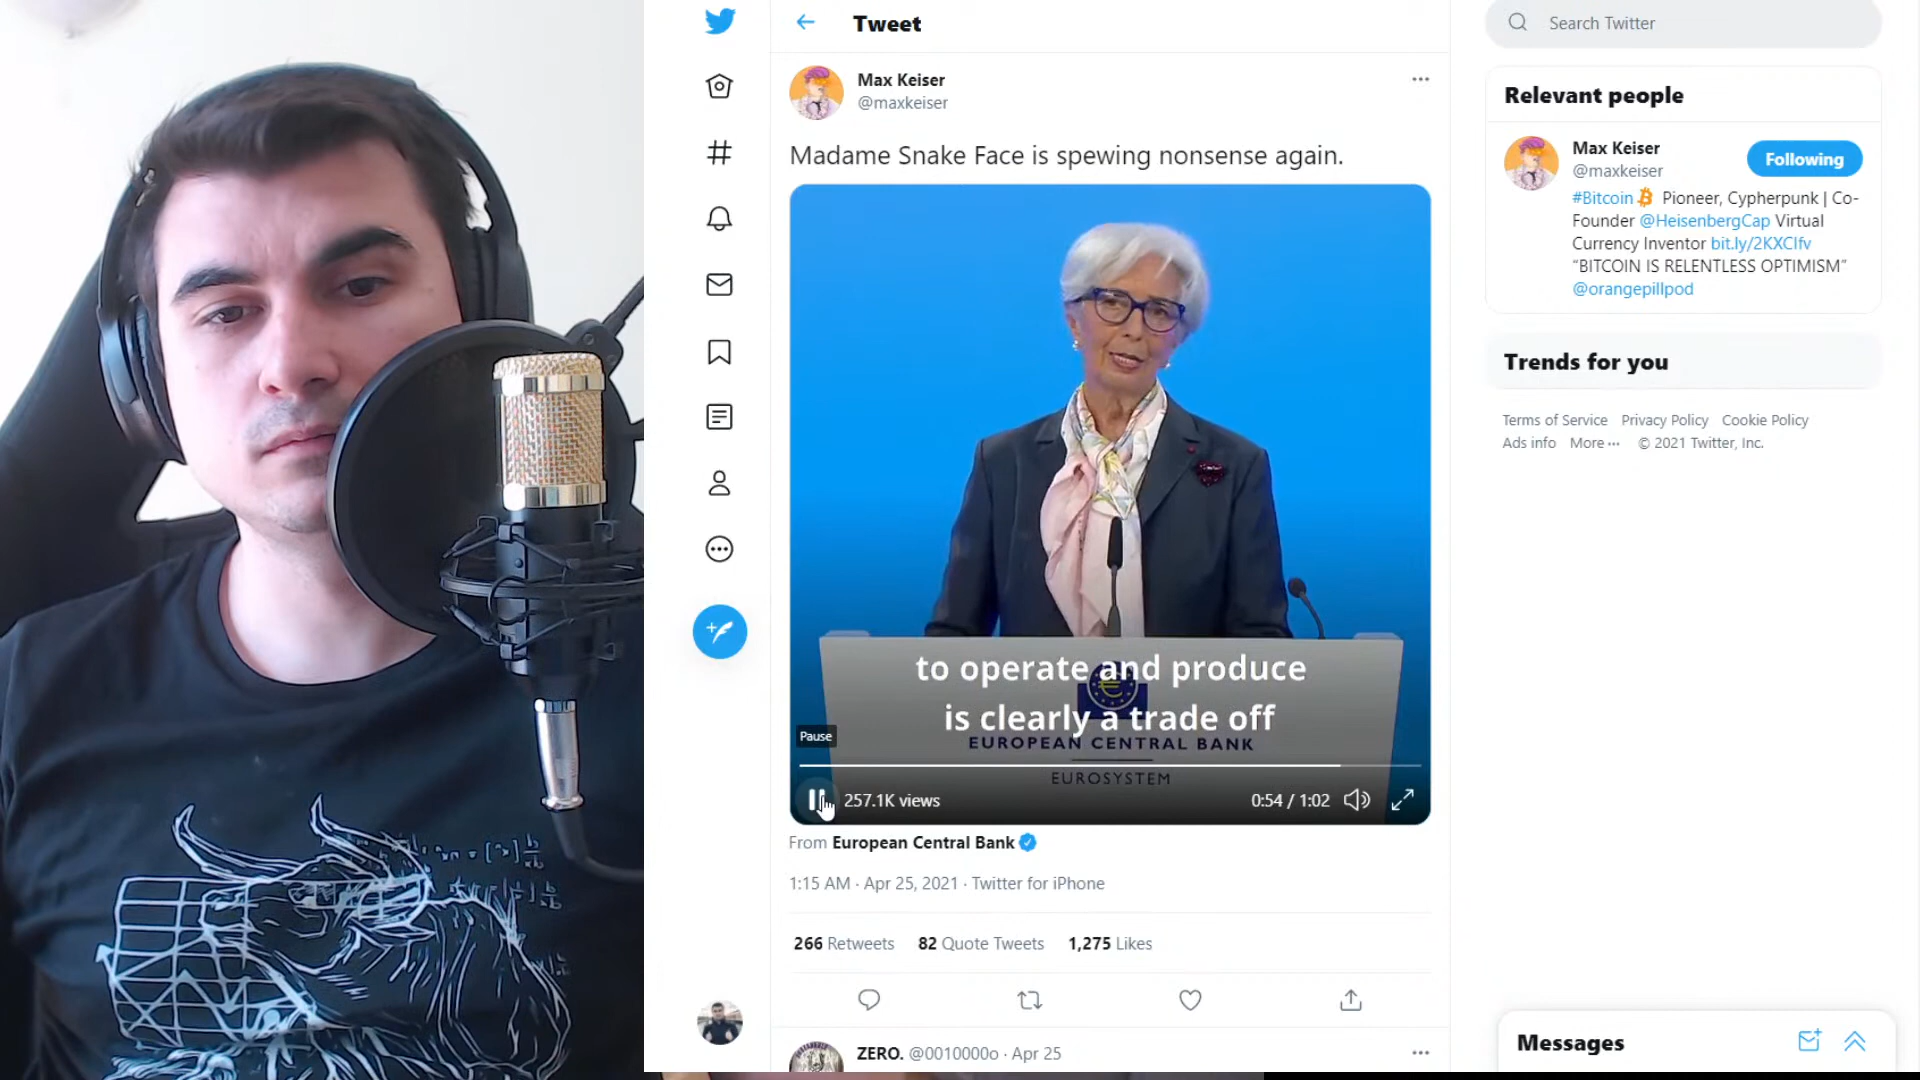 Tweet
Search Twitter
Max Keiser
@maxkeiser
Madame Snake Face is spewing nonsense again.
to operate and produce
is clearly a trade off
EUROPEAN CENTRAL BANK
EUROSYSTEM
Pause
257.1K views
0:54 / 1:02
From European Central Bank
1:15 AM · Apr 25, 2021 · Twitter for iPhone
266 Retweets 82 Quote Tweets 1,275 Likes
ZERO. @0010000o · Apr 25
Relevant people
Max Keiser
@maxkeiser
Following
#Bitcoin Pioneer, Cypherpunk | Co-
Founder @HeisenbergCap Virtual
Currency Inventor bit.ly/2KXCIfv
“BITCOIN IS RELENTLESS OPTIMISM”
@orangepillpod
Trends for you
Terms of Service Privacy Policy Cookie Policy
Ads info More ··· © 2021 Twitter, Inc.
Messages